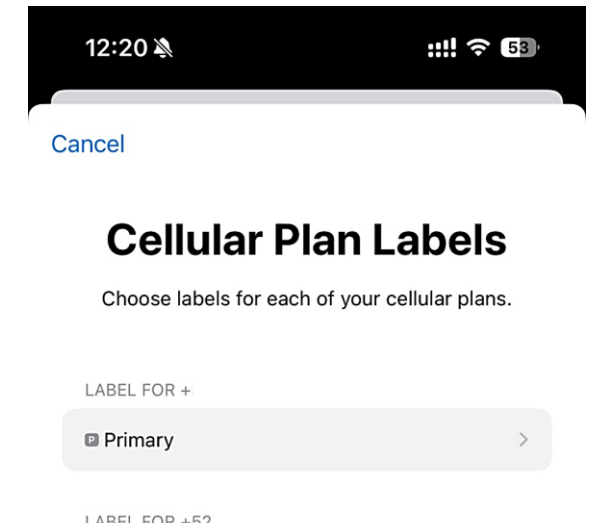 12:20
53
Cancel
Cellular Plan Labels
Choose labels for each of your cellular plans.
LABEL FOR +
P Primary
LABEL FOR +52